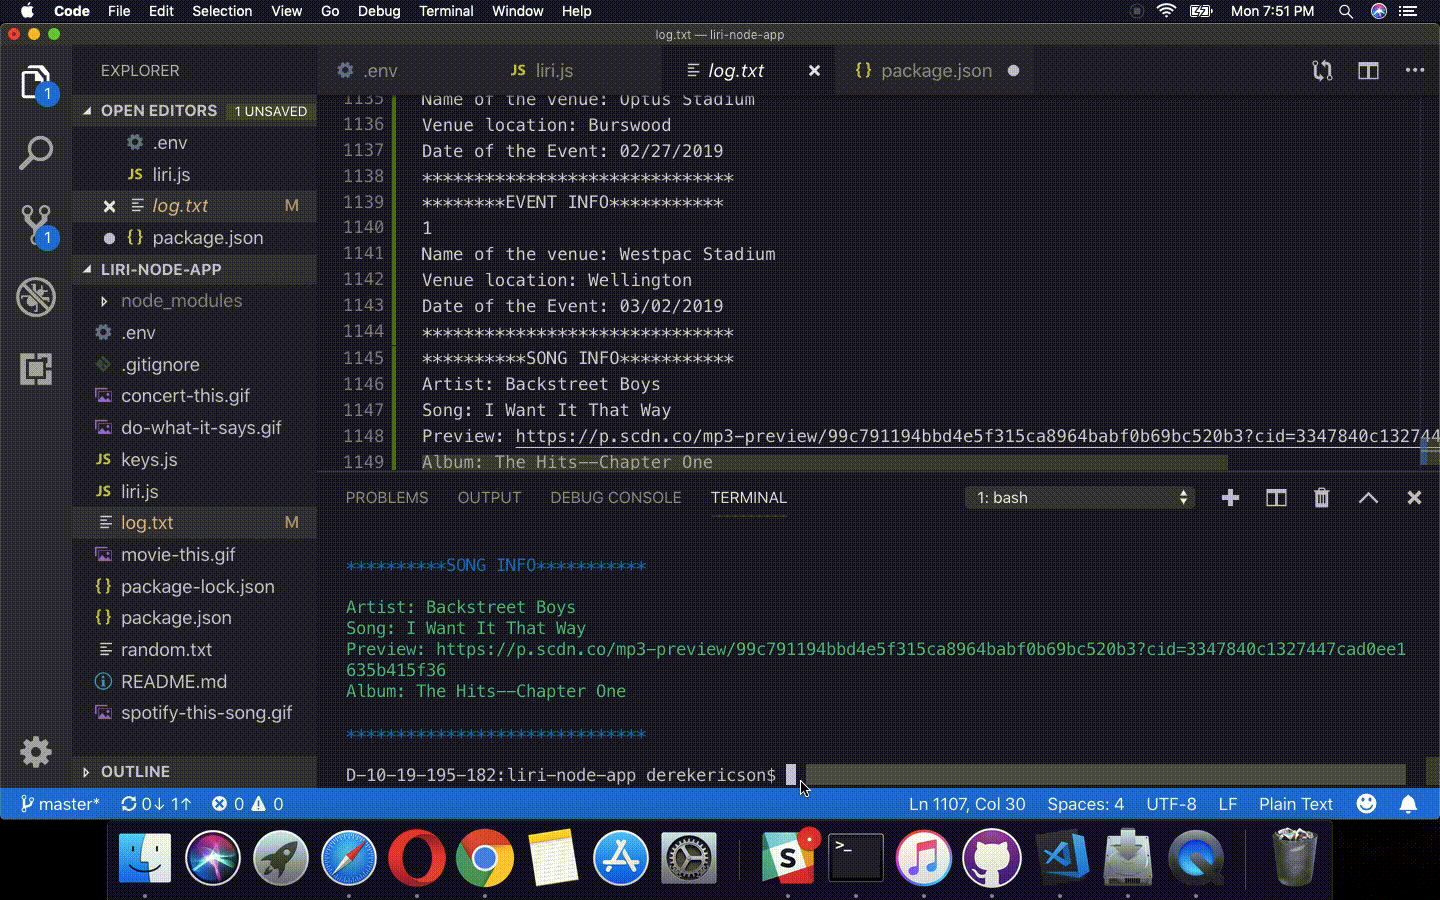 Code File Edit Selection View Go Debug Terminal Window Help Mon 7:51 PM
log.txt — liri-node-app
EXPLORER
.env
JS liri.js
log.txt
{} package.json
OPEN EDITORS 1 UNSAVED
.env
JS liri.js
log.txt M
{} package.json
LIRI-NODE-APP
node_modules
.env
.gitignore
concert-this.gif
do-what-it-says.gif
JS keys.js
JS liri.js
log.txt M
movie-this.gif
{} package-lock.json
{} package.json
random.txt
README.md
spotify-this-song.gif
OUTLINE
1
1
1135 Name of the venue: Optus Stadium
1136 Venue location: Burswood
1137 Date of the Event: 02/27/2019
1138 ******************************
1139 ********EVENT INFO***********
1140 1
1141 Name of the venue: Westpac Stadium
1142 Venue location: Wellington
1143 Date of the Event: 03/02/2019
1144 ******************************
1145 **********SONG INFO***********
1146 Artist: Backstreet Boys
1147 Song: I Want It That Way
1148 Preview: https://p.scdn.co/mp3-preview/99c791194bbd4e5f315ca8964babf0b69bc520b3?cid=3347840c132744
1149 Album: The Hits--Chapter One
PROBLEMS OUTPUT DEBUG CONSOLE TERMINAL 1: bash
**********SONG INFO***********
Artist: Backstreet Boys
Song: I Want It That Way
Preview: https://p.scdn.co/mp3-preview/99c791194bbd4e5f315ca8964babf0b69bc520b3?cid=3347840c1327447cad0ee1
635b415f36
Album: The Hits--Chapter One
******************************
D-10-19-195-182:liri-node-app derekericson$
master* 0↓ 1↑ 0 0 Ln 1107, Col 30 Spaces: 4 UTF-8 LF Plain Text
S
>_